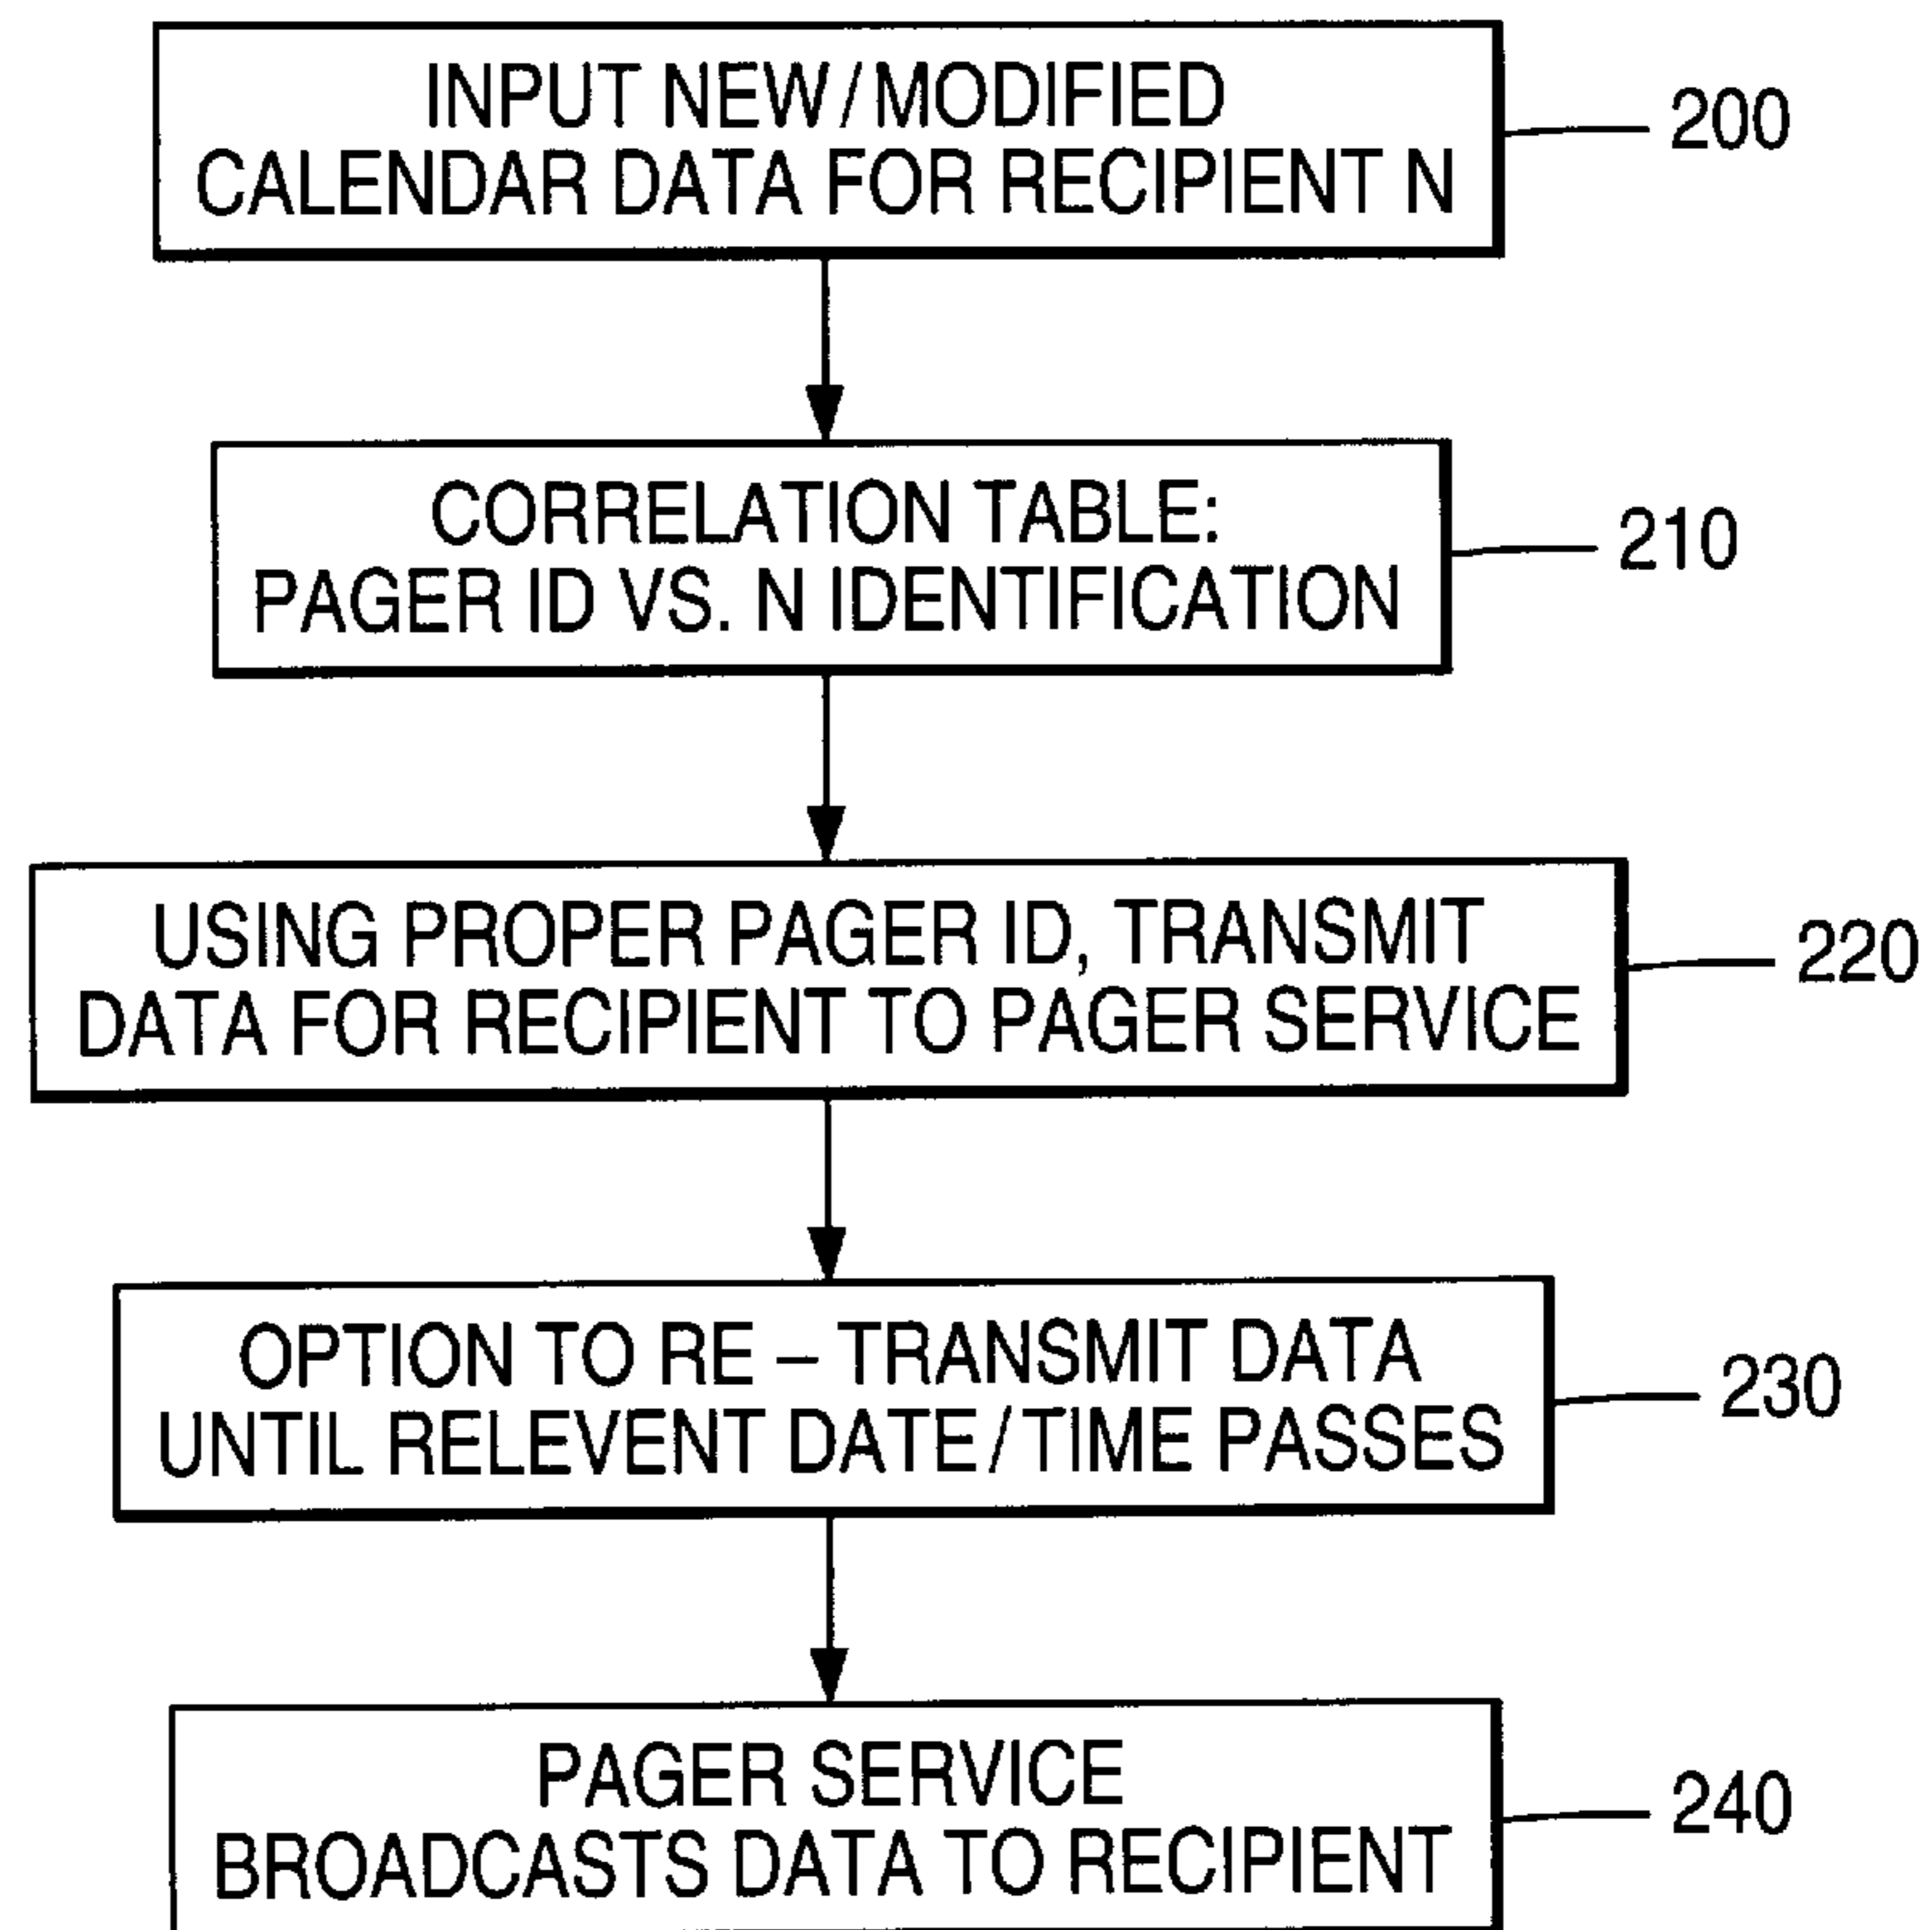 INPUT NEW/MODIFIED
CALENDAR DATA FOR RECIPIENT N
200
CORRELATION TABLE:
PAGER ID VS. N IDENTIFICATION
210
USING PROPER PAGER ID, TRANSMIT
DATA FOR RECIPIENT TO PAGER SERVICE
220
OPTION TO RE – TRANSMIT DATA
UNTIL RELEVENT DATE/TIME PASSES
230
PAGER SERVICE
BROADCASTS DATA TO RECIPIENT
240